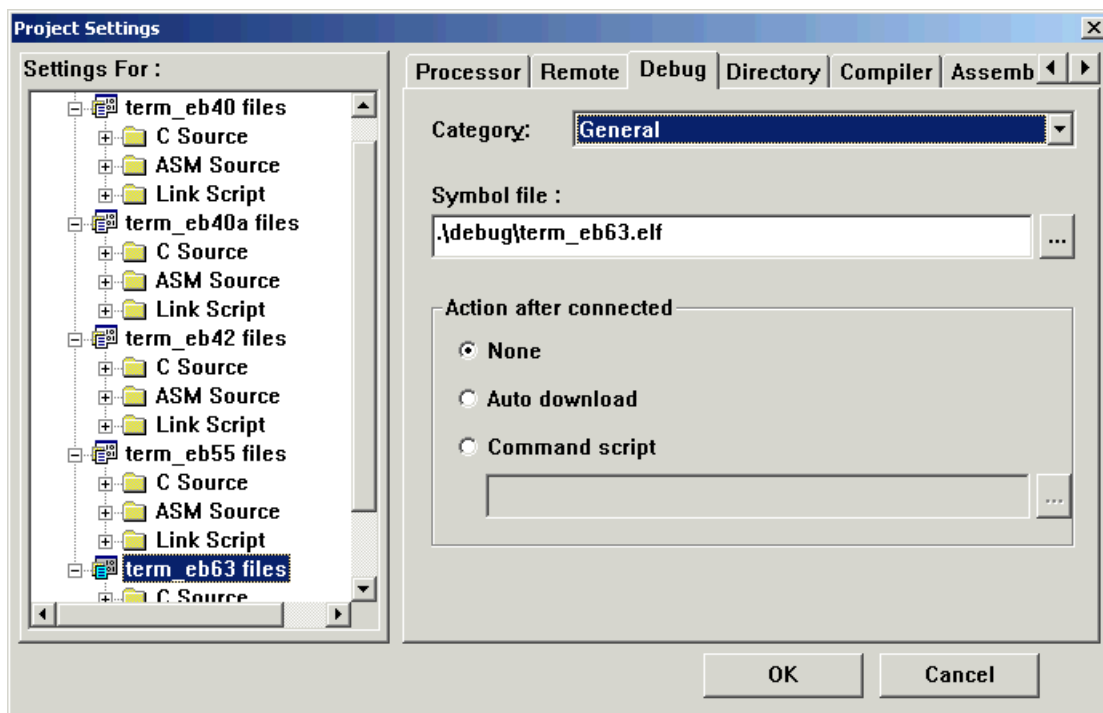 Project Settings
Settings For :
term_eb40 files
C Source
ASM Source
Link Script
term_eb40a files
C Source
ASM Source
Link Script
term_eb42 files
C Source
ASM Source
Link Script
term_eb55 files
C Source
ASM Source
Link Script
term_eb63 files
C Source
Processor Remote Debug Directory Compiler Assemb
Category: General
Symbol file :
.\debug\term_eb63.elf
...
Action after connected
None
Auto download
Command script
...
OK Cancel